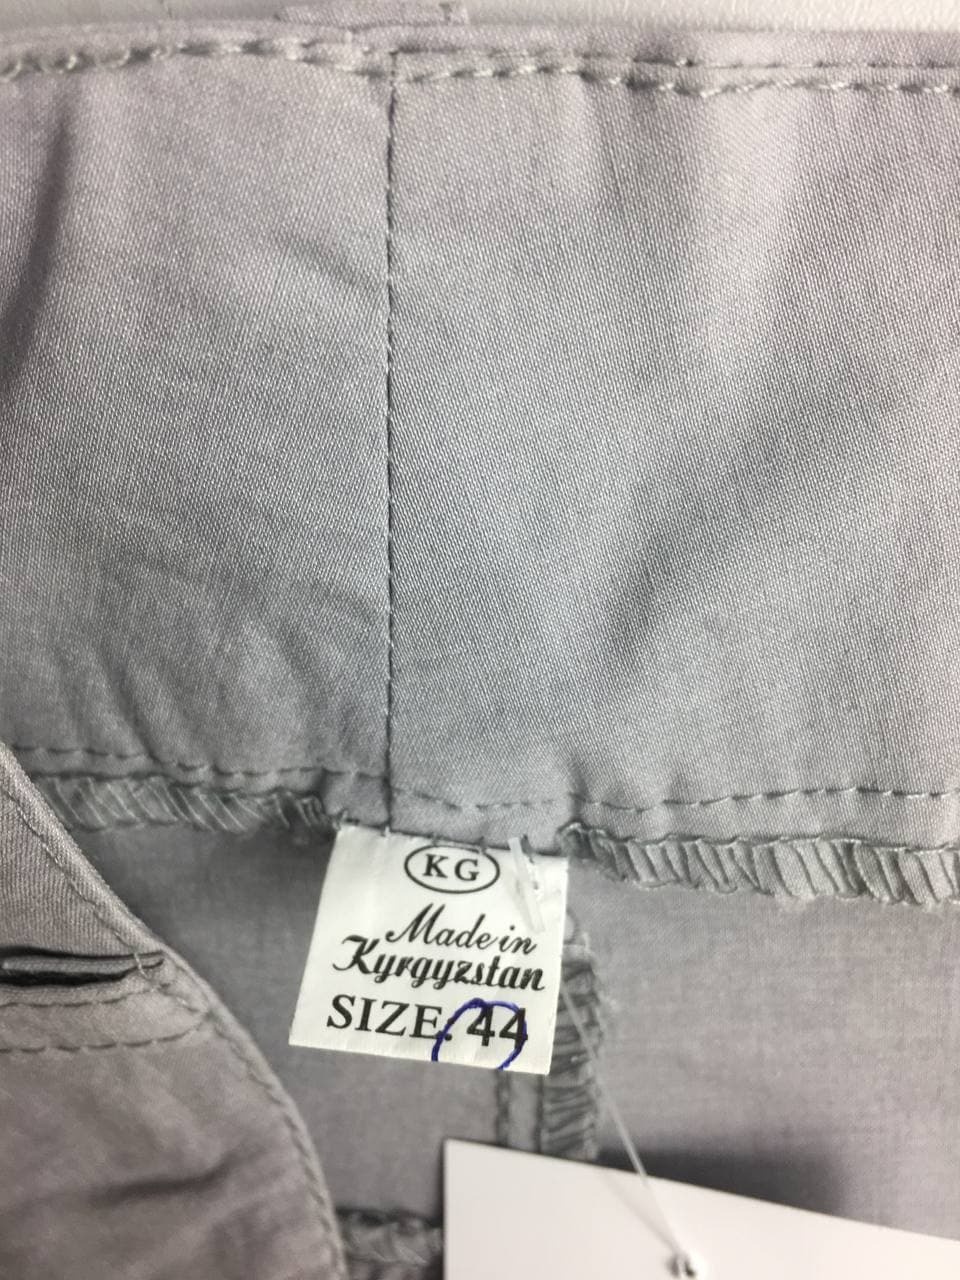 KG
Made in
Kyrgyzstan
SIZE. 44